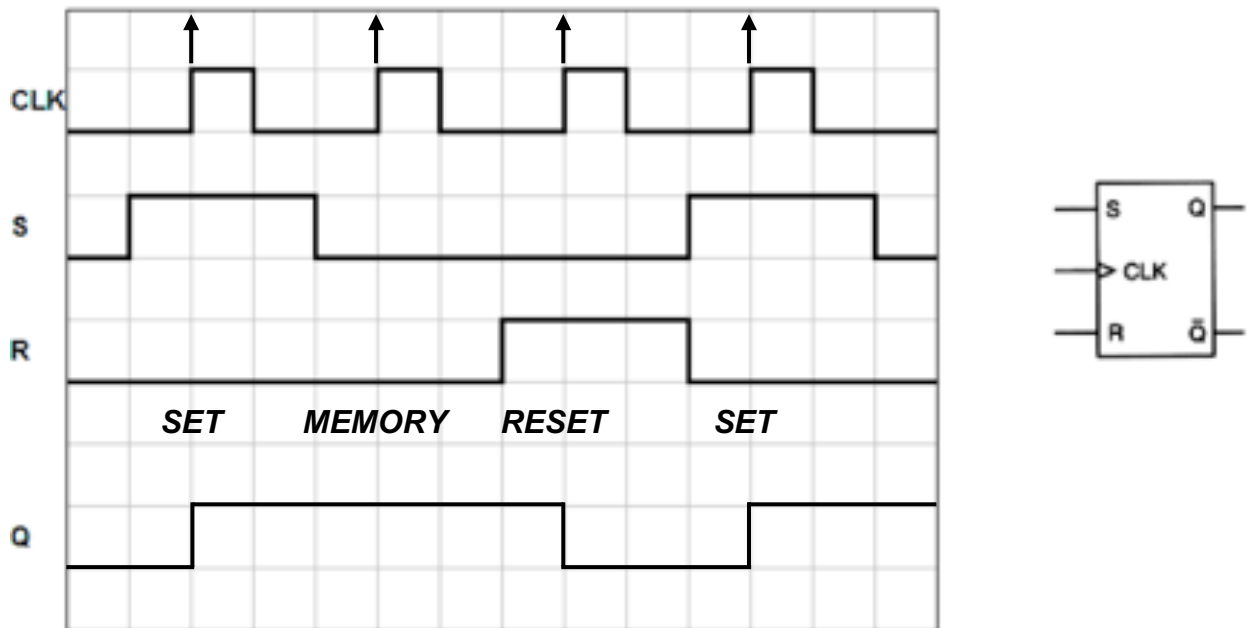 CLK
S
R
SET MEMORY RESET SET
Q
S Q
CLK
R Q̅